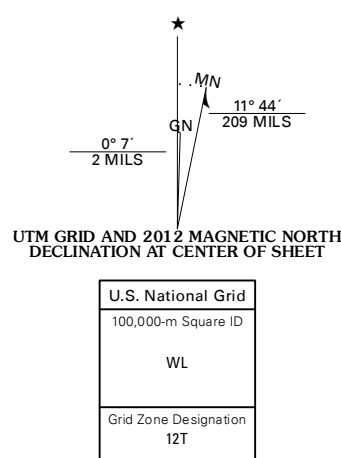 MN
GN
11° 44´
209 MILS
0° 7´
2 MILS
UTM GRID AND 2012 MAGNETIC NORTH
DECLINATION AT CENTER OF SHEET
U.S. National Grid
100,000-m Square ID
WL
Grid Zone Designation
12T